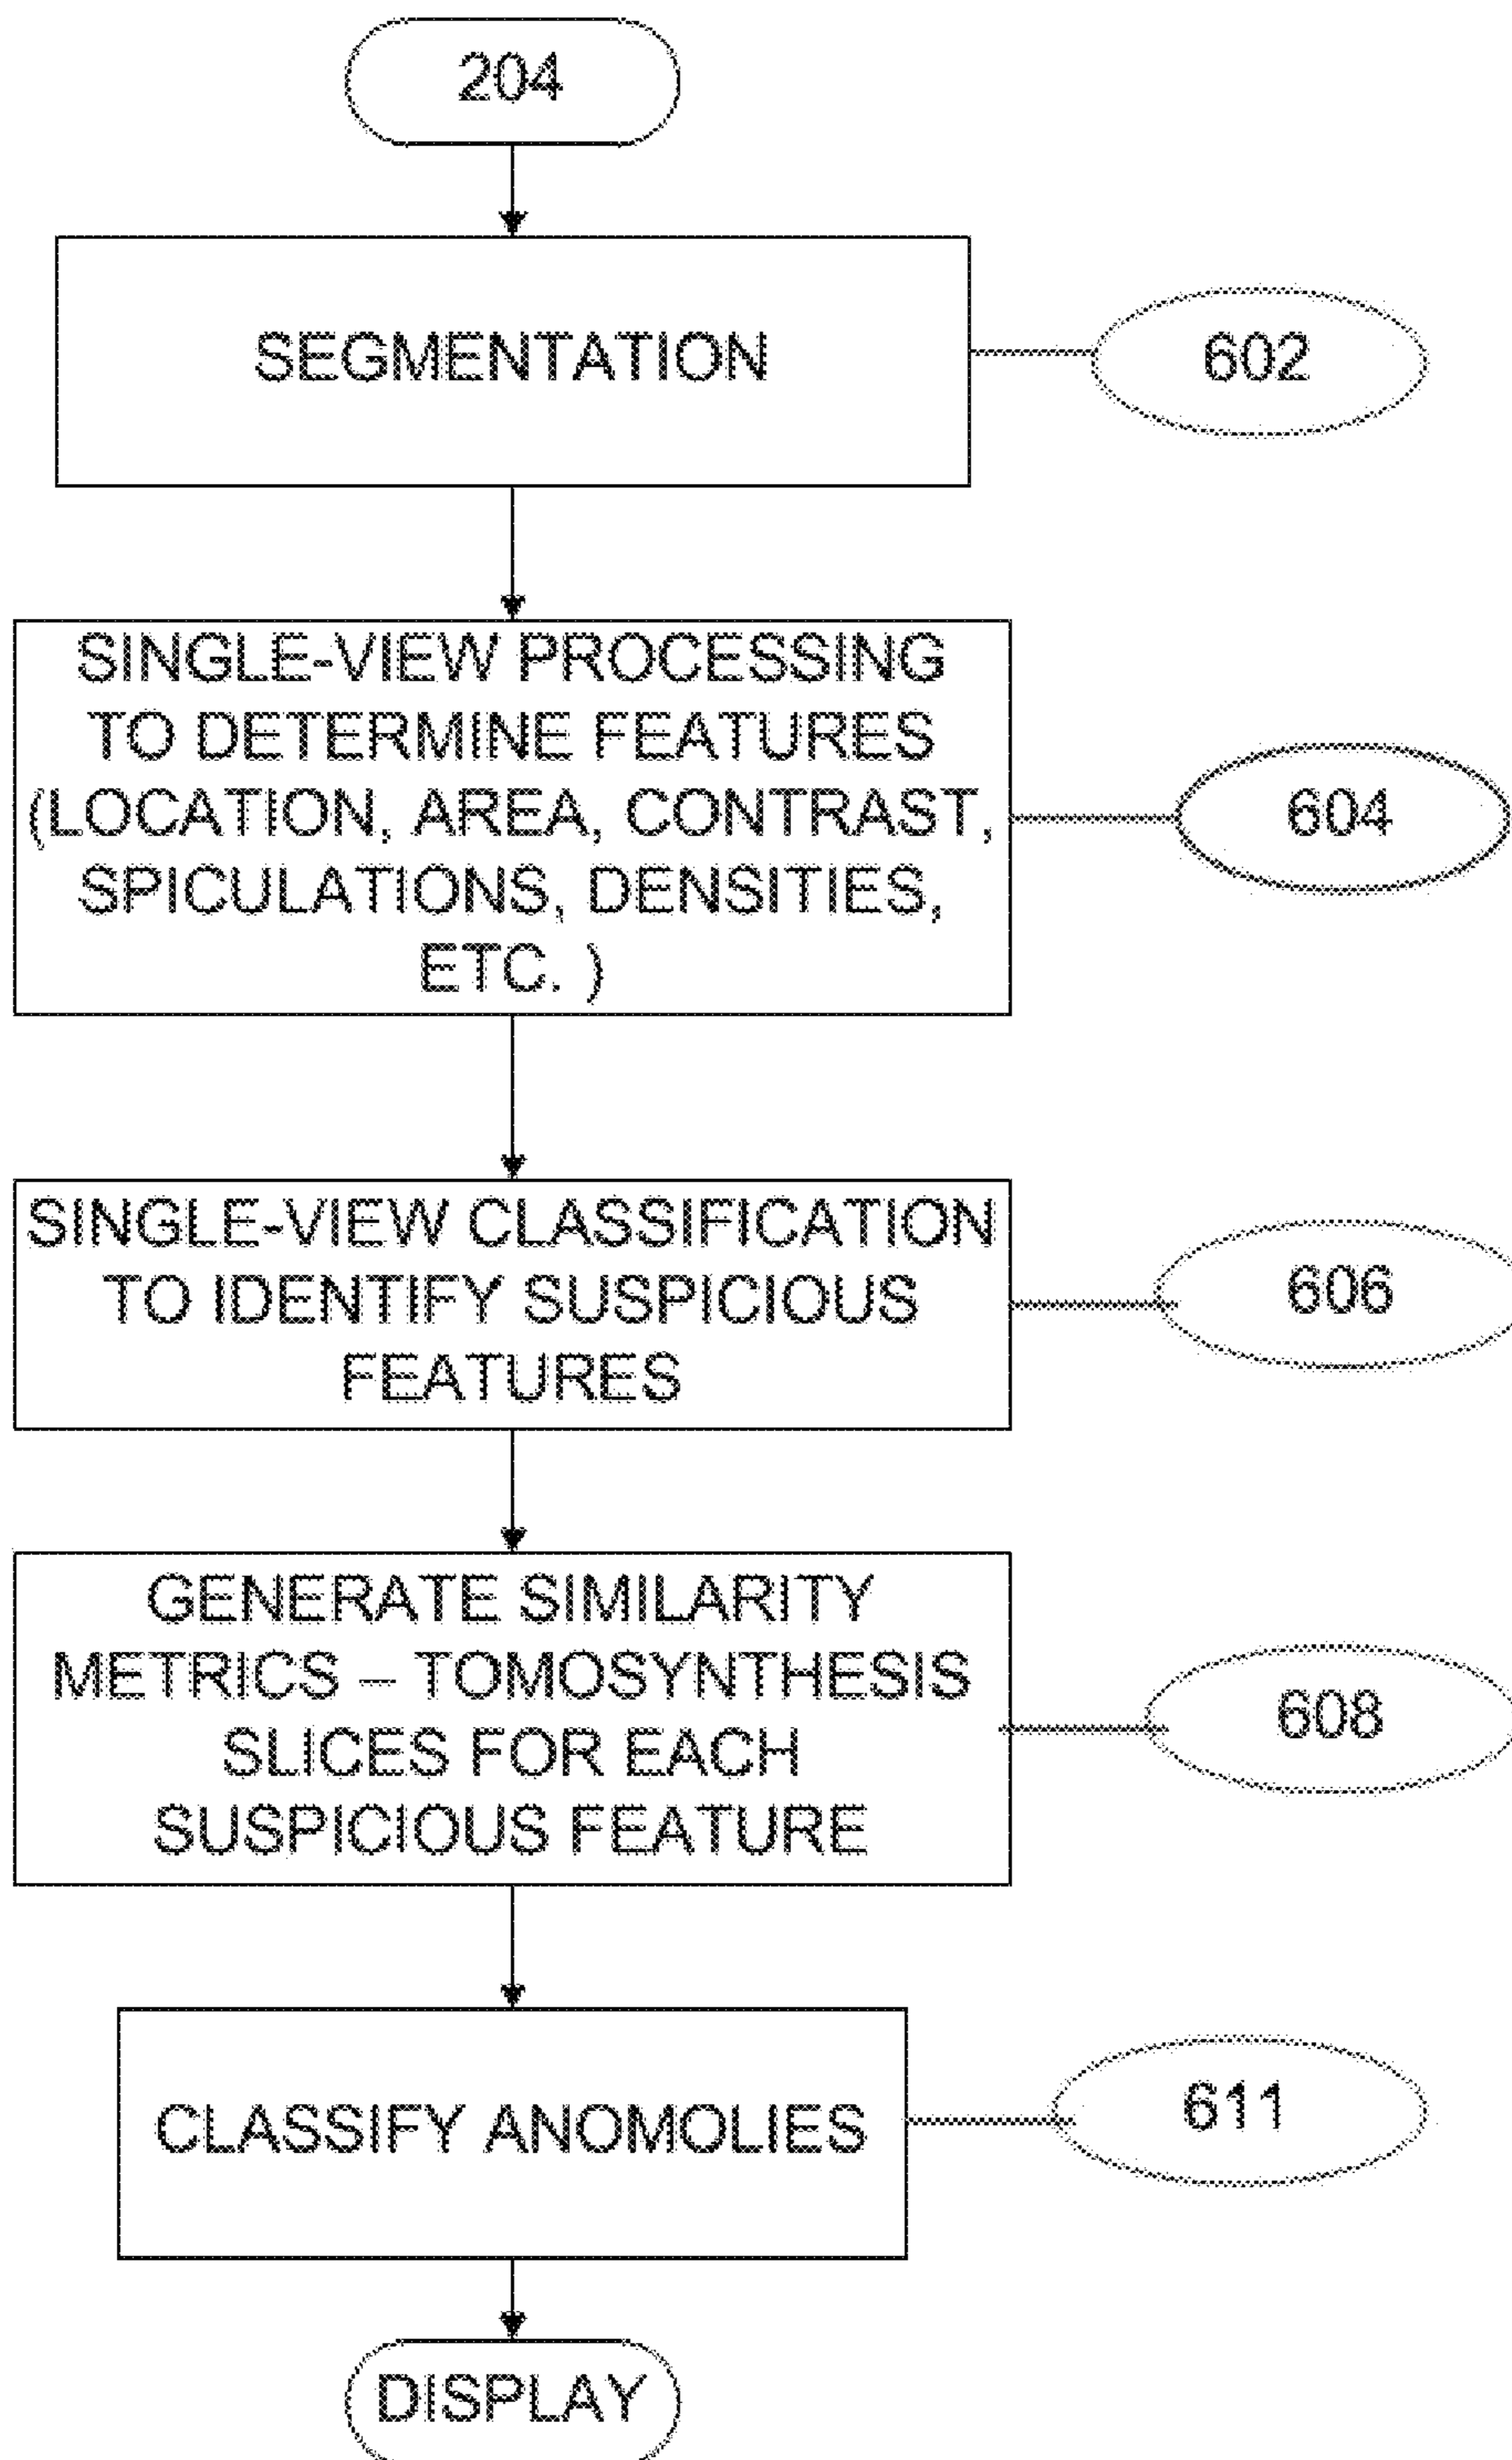 204
SEGMENTATION
602
SINGLE-VIEW PROCESSING
TO DETERMINE FEATURES
(LOCATION, AREA, CONTRAST,
SPICULATIONS, DENSITIES,
ETC. )
604
SINGLE-VIEW CLASSIFICATION
TO IDENTIFY SUSPICIOUS
FEATURES
606
GENERATE SIMILARITY
METRICS – TOMOSYNTHESIS
SLICES FOR EACH
SUSPICIOUS FEATURE
608
CLASSIFY ANOMOLIES
611
DISPLAY